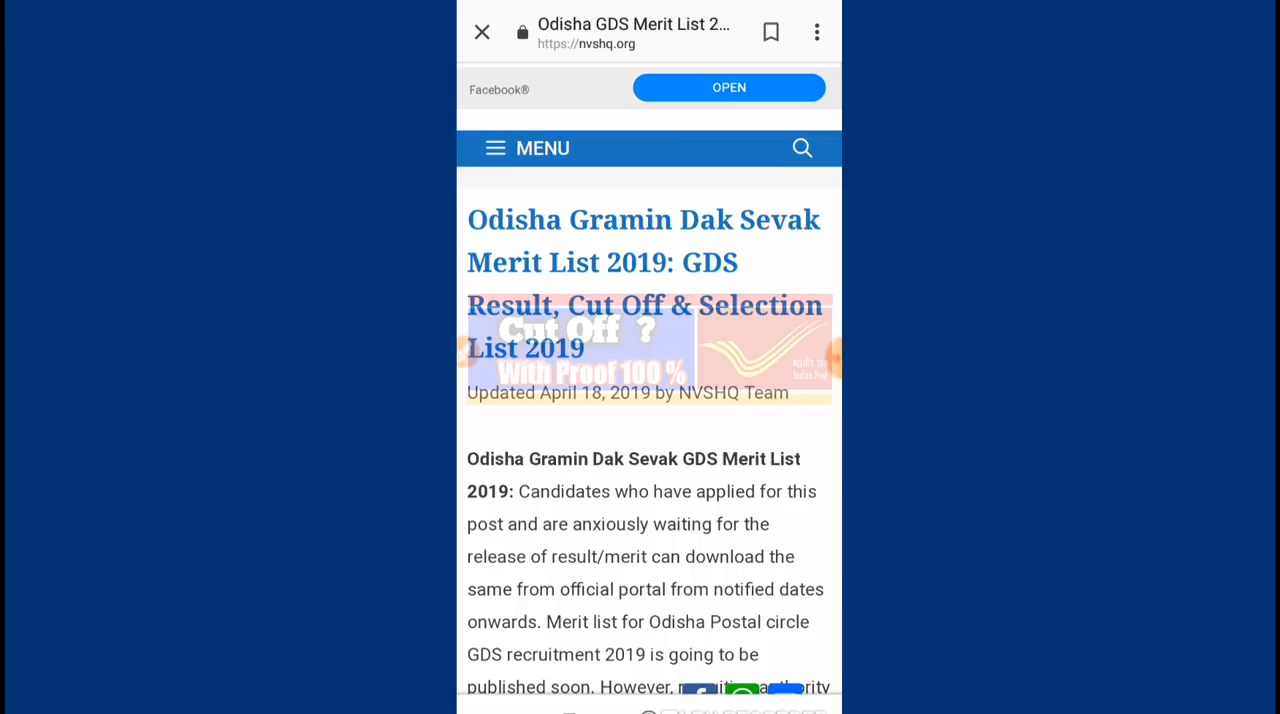 Odisha GDS Merit List 2...
https://nvshq.org
Facebook®
OPEN
MENU
Odisha Gramin Dak Sevak
Merit List 2019: GDS
Result, Cut Off & Selection
Cut Off ?
List 2019
With Proof 100 %
भारतीय डाक
Indian Post
Updated April 18, 2019 by NVSHQ Team
Odisha Gramin Dak Sevak GDS Merit List
2019: Candidates who have applied for this
post and are anxiously waiting for the
release of result/merit can download the
same from official portal from notified dates
onwards. Merit list for Odisha Postal circle
GDS recruitment 2019 is going to be
published soon. However,